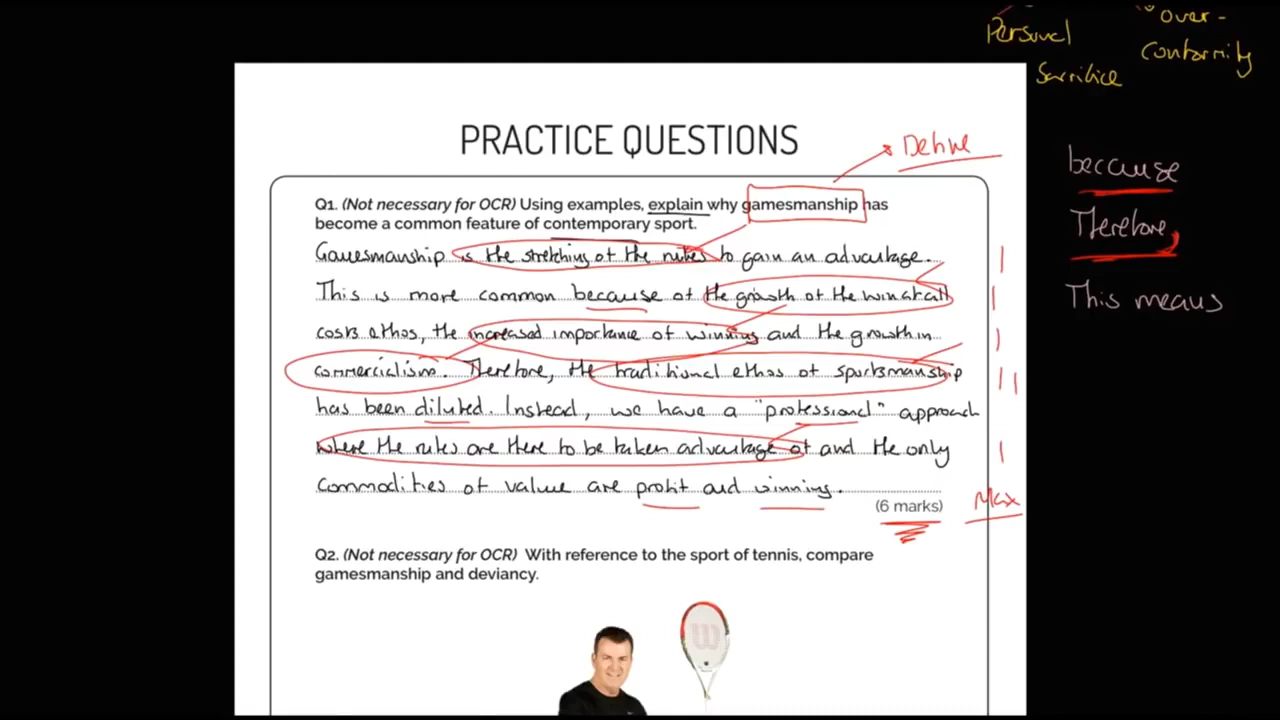 over-
Personal
conformity
Sacrifice
PRACTICE QUESTIONS
Define
because
Therefore
This means
Q1. (Not necessary for OCR) Using examples, explain why gamesmanship has
become a common feature of contemporary sport.
Gamesmanship is the stretching of the rules to gain an advantage.
This is more common because of the growth of the win at all
costs ethos, the increased importance of winning and the growth in
commercialism. Therefore, the traditional ethos of sportsmanship
has been diluted. Instead, we have a "professional" approach
where the rules are there to be taken advantage of and the only
commodities of value are profit and winning.
(6 marks)
Max
Q2. (Not necessary for OCR) With reference to the sport of tennis, compare
gamesmanship and deviancy.
W